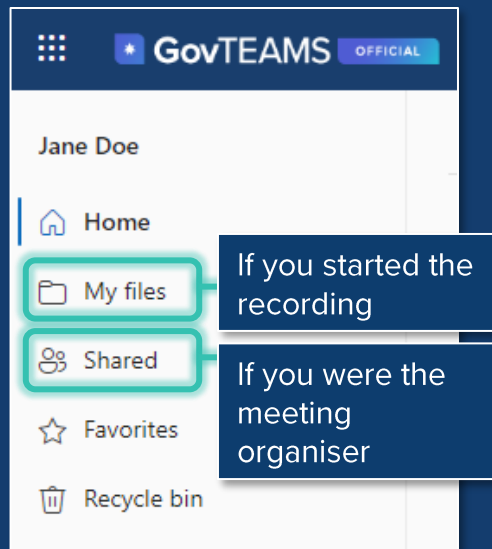 GovTEAMS OFFICIAL
Jane Doe
Home
My files
If you started the
recording
Shared
If you were the
meeting
organiser
Favorites
Recycle bin